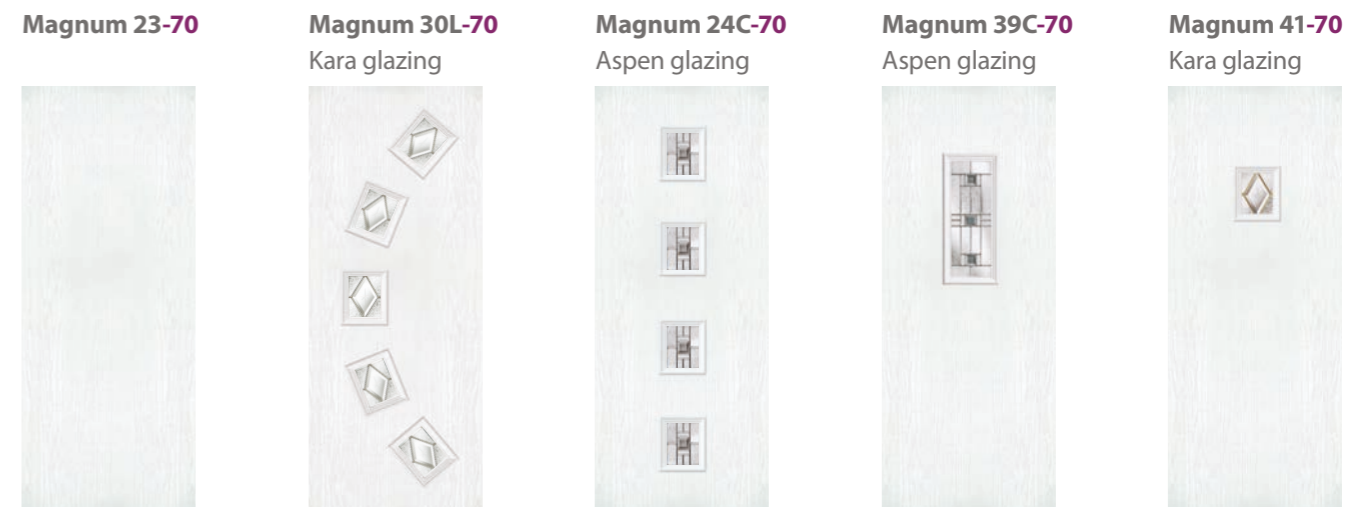 Magnum 23-70
Magnum 30L-70
Kara glazing
Magnum 24C-70
Aspen glazing
Magnum 39C-70
Aspen glazing
Magnum 41-70
Kara glazing